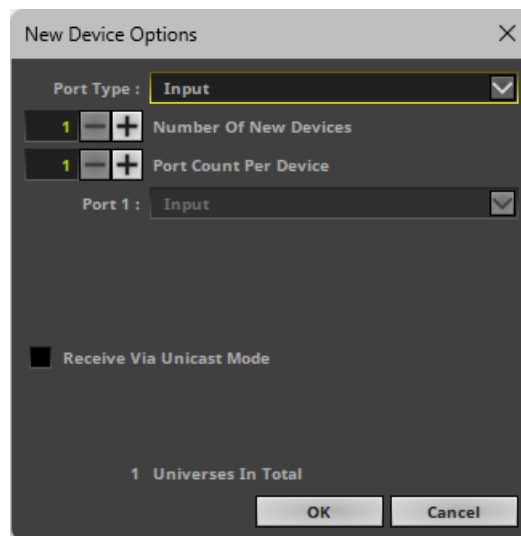 New Device Options
Port Type : Input
1 Number Of New Devices
1 Port Count Per Device
Port 1 : Input
Receive Via Unicast Mode
1 Universes In Total
OK Cancel